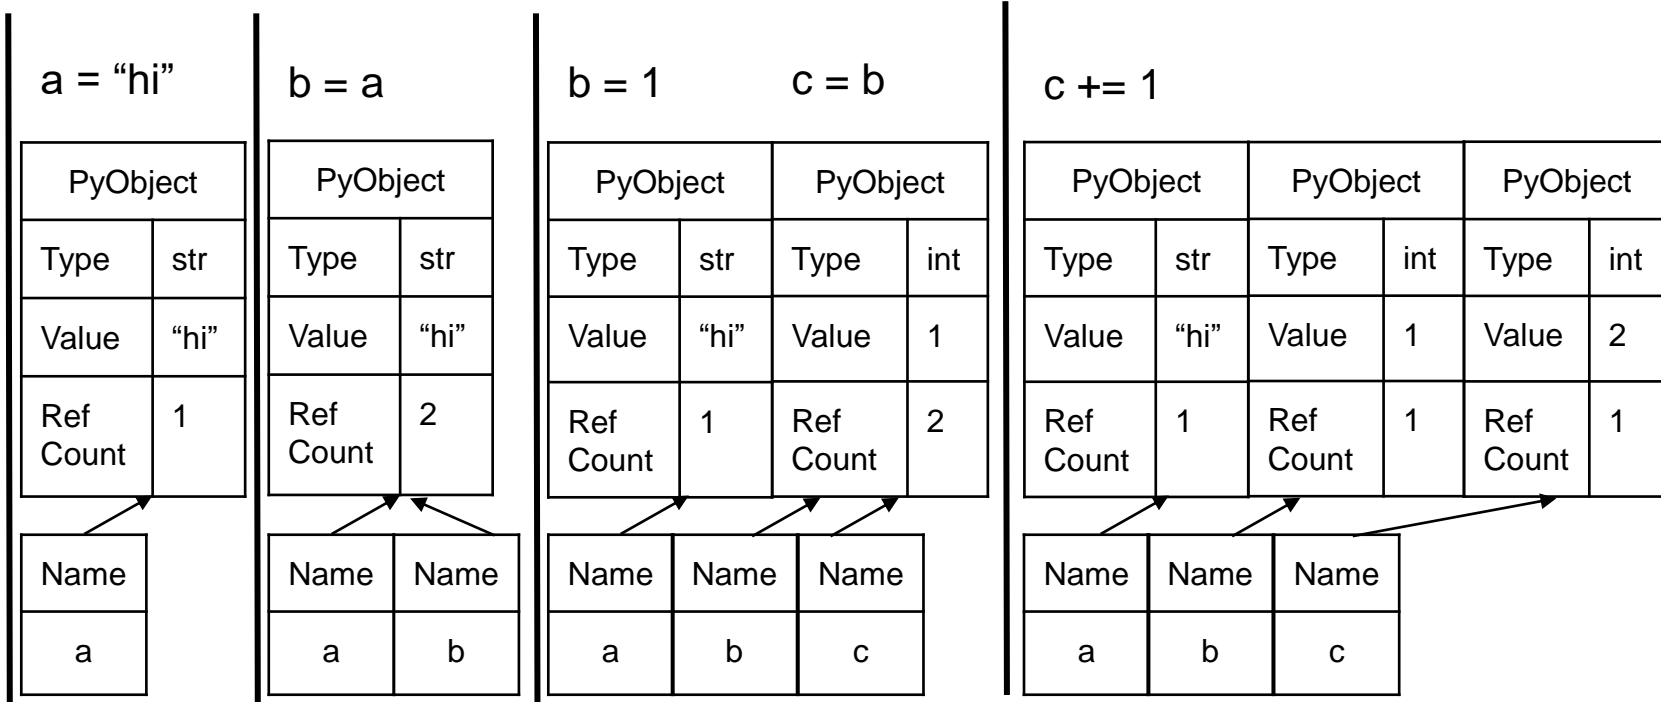 a = “hi”
PyObject
Type str
Value “hi”
Ref
Count 1
Name
a
b = a
PyObject
Type str
Value “hi”
Ref
Count 2
Name Name
a b
b = 1 c = b
PyObject PyObject
Type str Type int
Value “hi” Value 1
Ref
Count 1 Ref
Count 2
Name Name Name
a b c
c += 1
PyObject PyObject PyObject
Type str Type int Type int
Value “hi” Value 1 Value 2
Ref
Count 1 Ref
Count 1 Ref
Count 1
Name Name Name
a b c